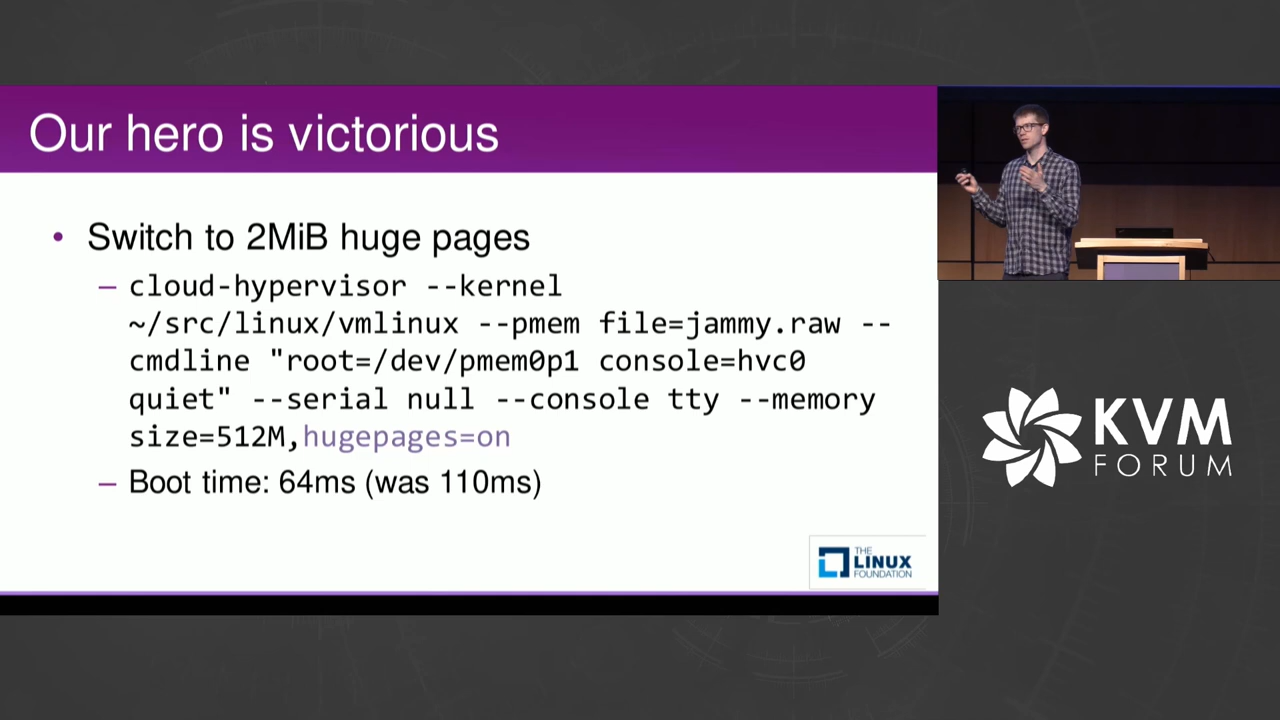 Our hero is victorious
• Switch to 2MiB huge pages
– cloud-hypervisor --kernel
~/src/linux/vmlinux --pmem file=jammy.raw --
cmdline "root=/dev/pmem0p1 console=hvc0
quiet" --serial null --console tty --memory
size=512M,hugepages=on
– Boot time: 64ms (was 110ms)
THE
LINUX
FOUNDATION
KVM
FORUM